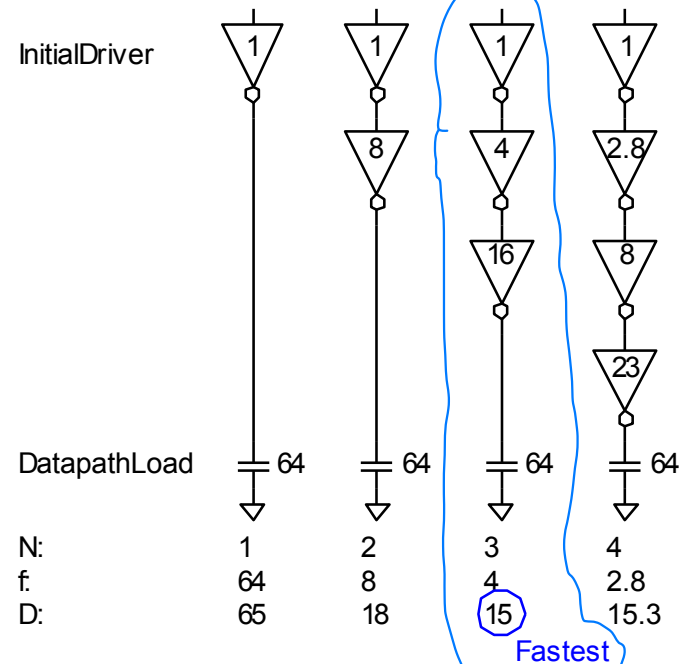 InitialDriver 1 1 1 1
8 4 2.8
16 8
23
DatapathLoad 64 64 64 64
N: 1 2 3 4
f: 64 8 4 2.8
D: 65 18 15 15.3
Fastest